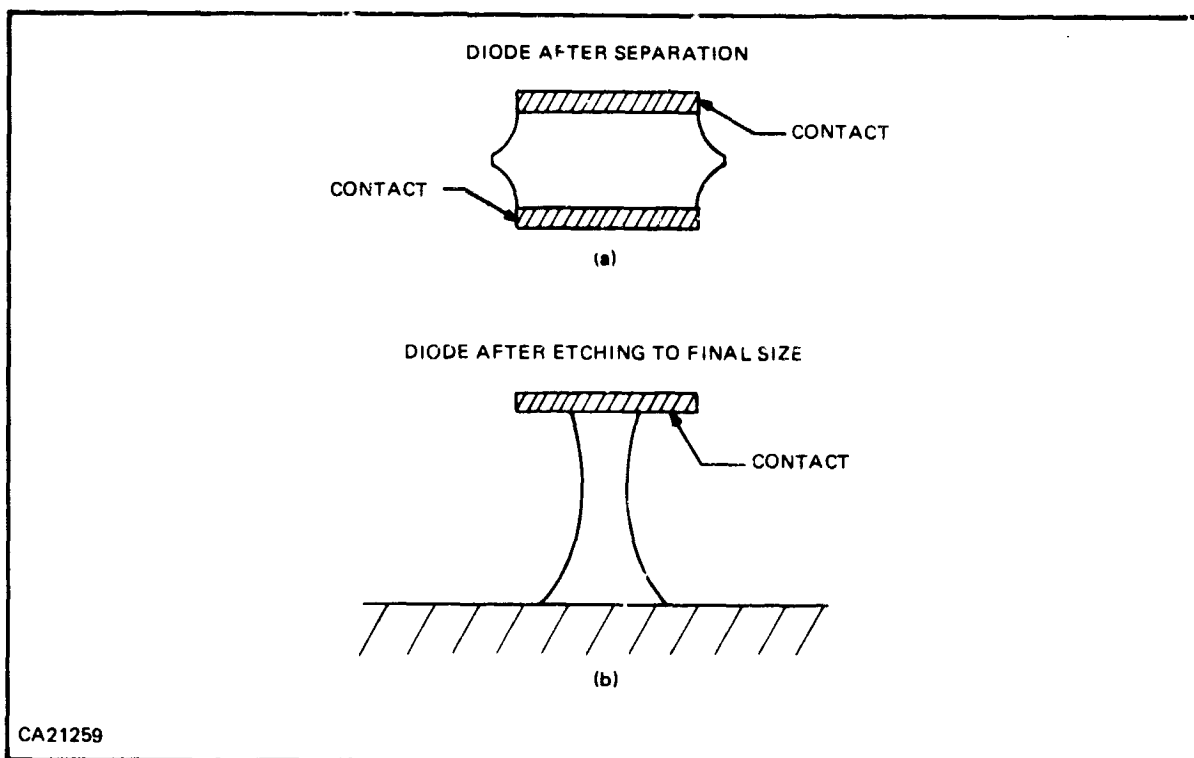 DIODE AFTER SEPARATION
CONTACT
CONTACT
(a)
DIODE AFTER ETCHING TO FINAL SIZE
CONTACT
(b)
CA21259